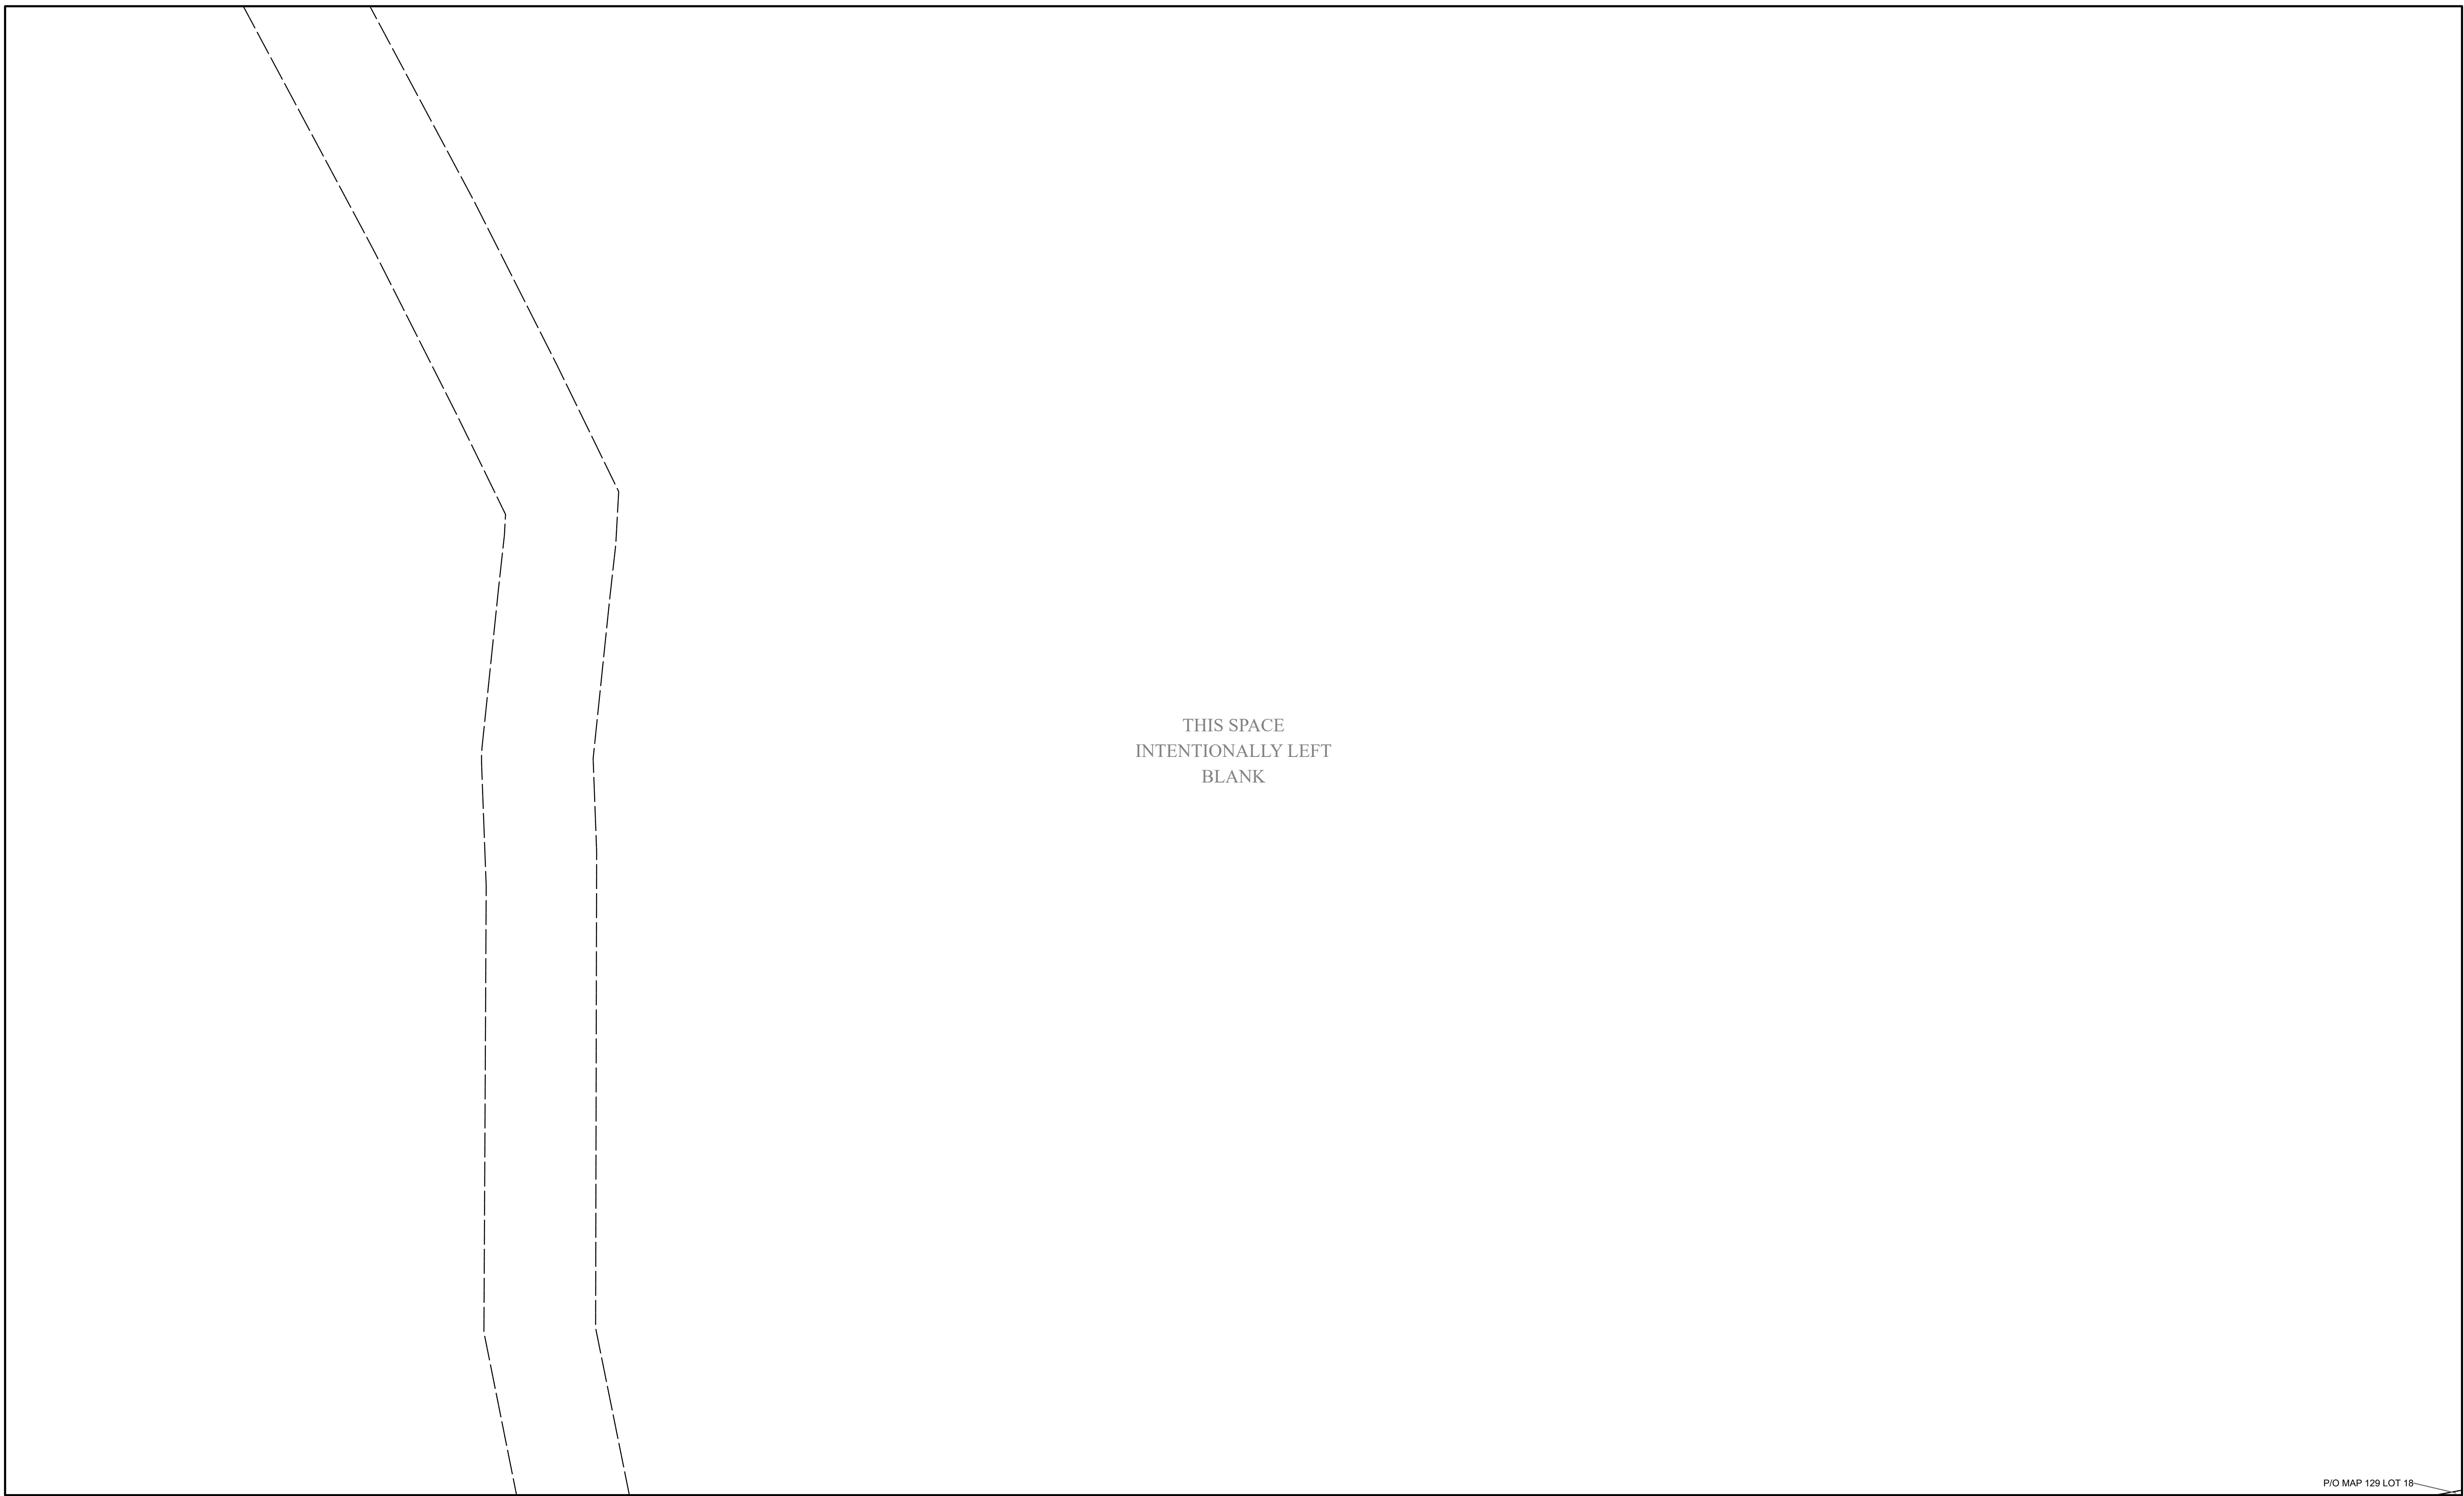 THIS SPACE
INTENTIONALLY LEFT
BLANK
P/O MAP 129 LOT 18